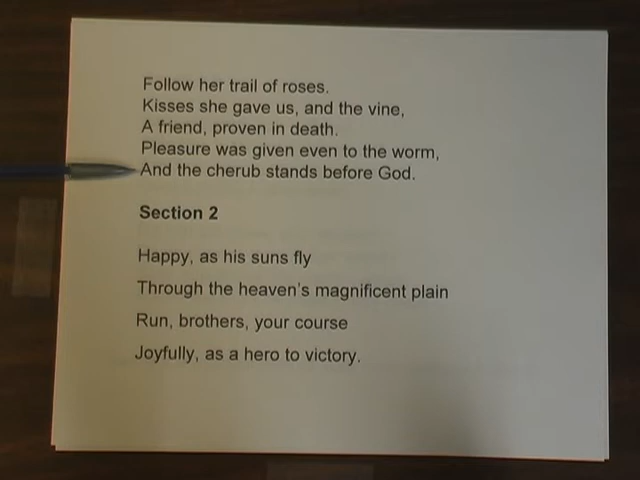 Follow her trail of roses.
Kisses she gave us, and the vine,
A friend, proven in death.
Pleasure was given even to the worm,
And the cherub stands before God.
Section 2
Happy, as his suns fly
Through the heaven's magnificent plain
Run, brothers, your course
Joyfully, as a hero to victory.